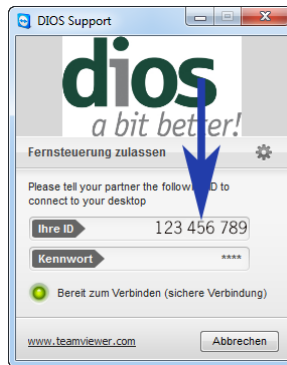 DIOS Support
dios
a bit better!
Fernsteuerung zulassen
Please tell your partner the following ID to
connect to your desktop
Ihre ID 123 456 789
Kennwort ****
Bereit zum Verbinden (sichere Verbindung)
www.teamviewer.com Abbrechen